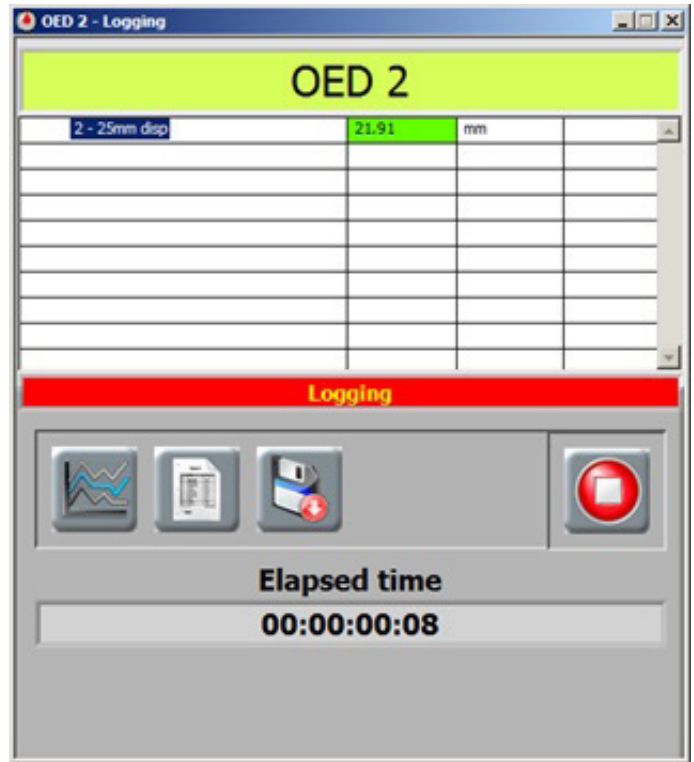 OED 2 - Logging
OED 2
2 - 25mm disp 21.91 mm
Logging
Elapsed time
00:00:00:08